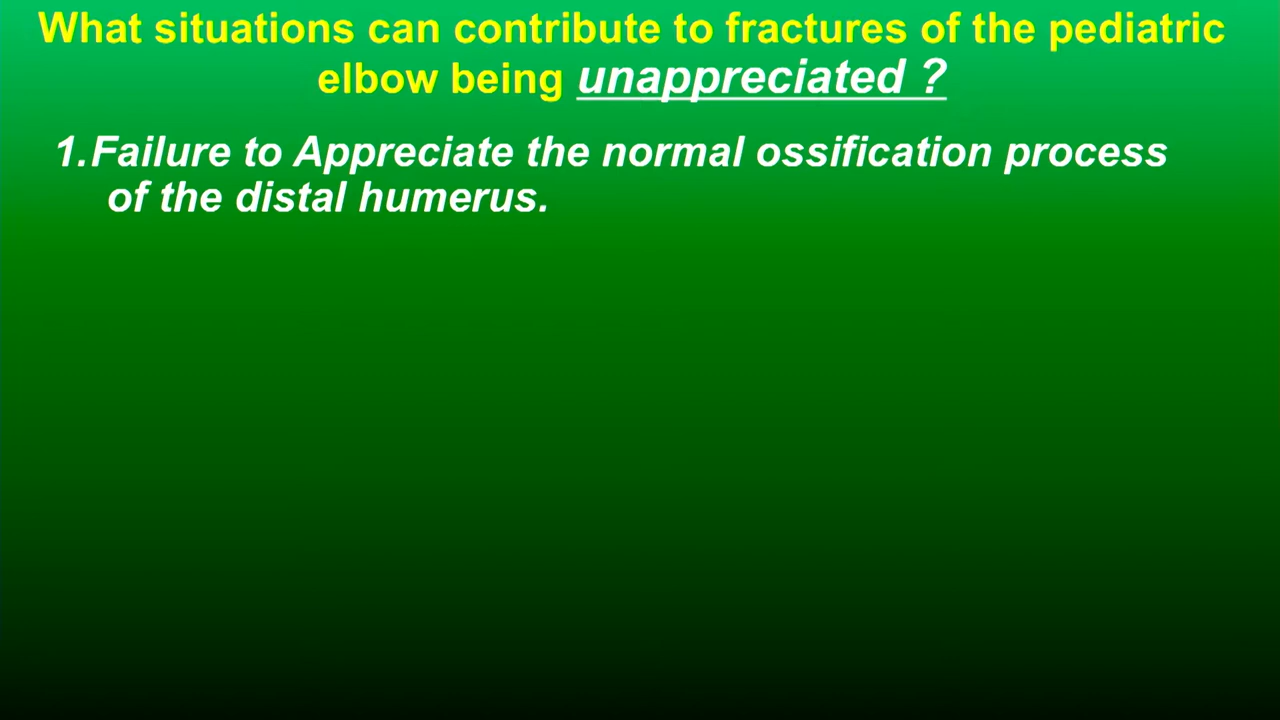 What situations can contribute to fractures of the pediatric
elbow being unappreciated ?
1.Failure to Appreciate the normal ossification process
of the distal humerus.